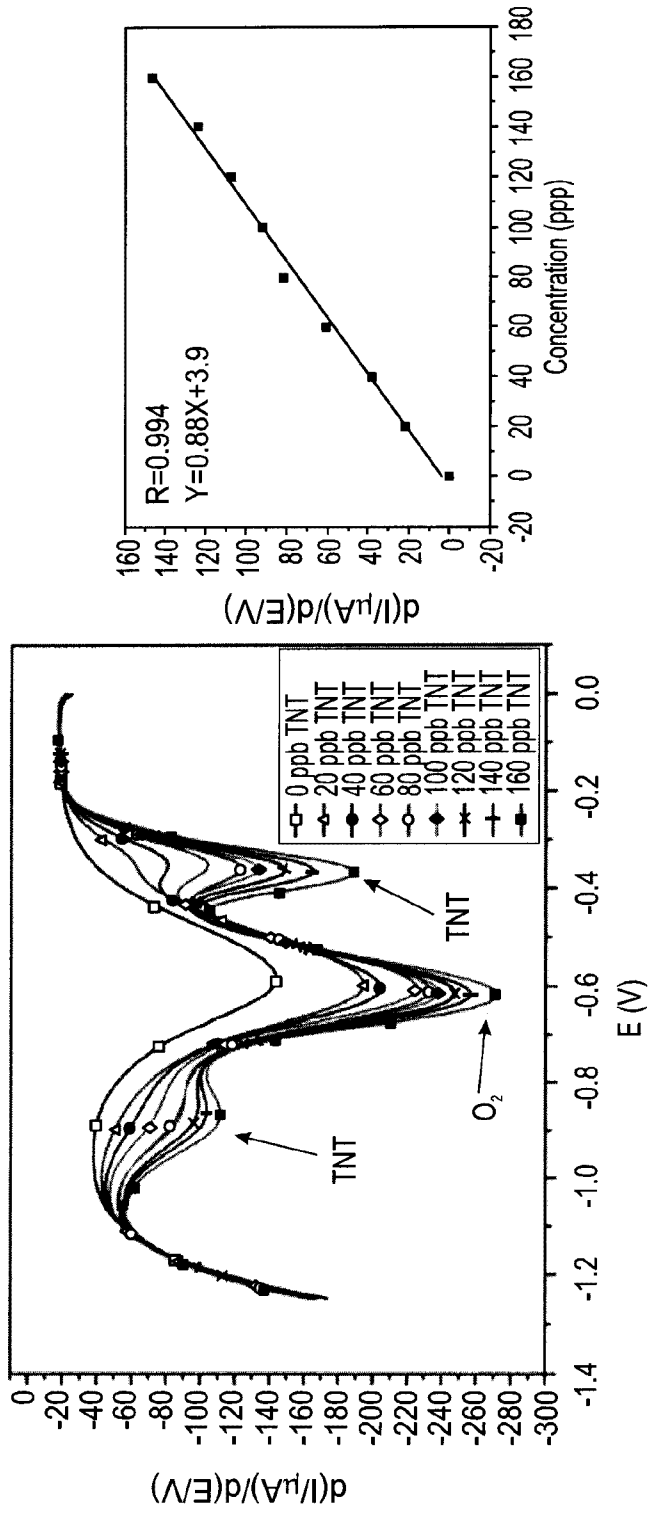 d(I/μA)/d(E/V)
0
-20
-40
-60
-80
-100
-120
-140
-160
-180
-200
-220
-240
-260
-280
-300
-1.4
-1.2
-1.0
-0.8
-0.6
-0.4
-0.2
0.0
E (V)
TNT
O₂
TNT
0 ppb TNT
20 ppb TNT
40 ppb TNT
60 ppb TNT
80 ppb TNT
100 ppb TNT
120 ppb TNT
140 ppb TNT
160 ppb TNT
d(I/μA)/d(E/V)
160
140
120
100
80
60
40
20
0
-20
R=0.994
Y=0.88X+3.9
-20
0
20
40
60
80
100
120
140
160
180
Concentration (ppp)